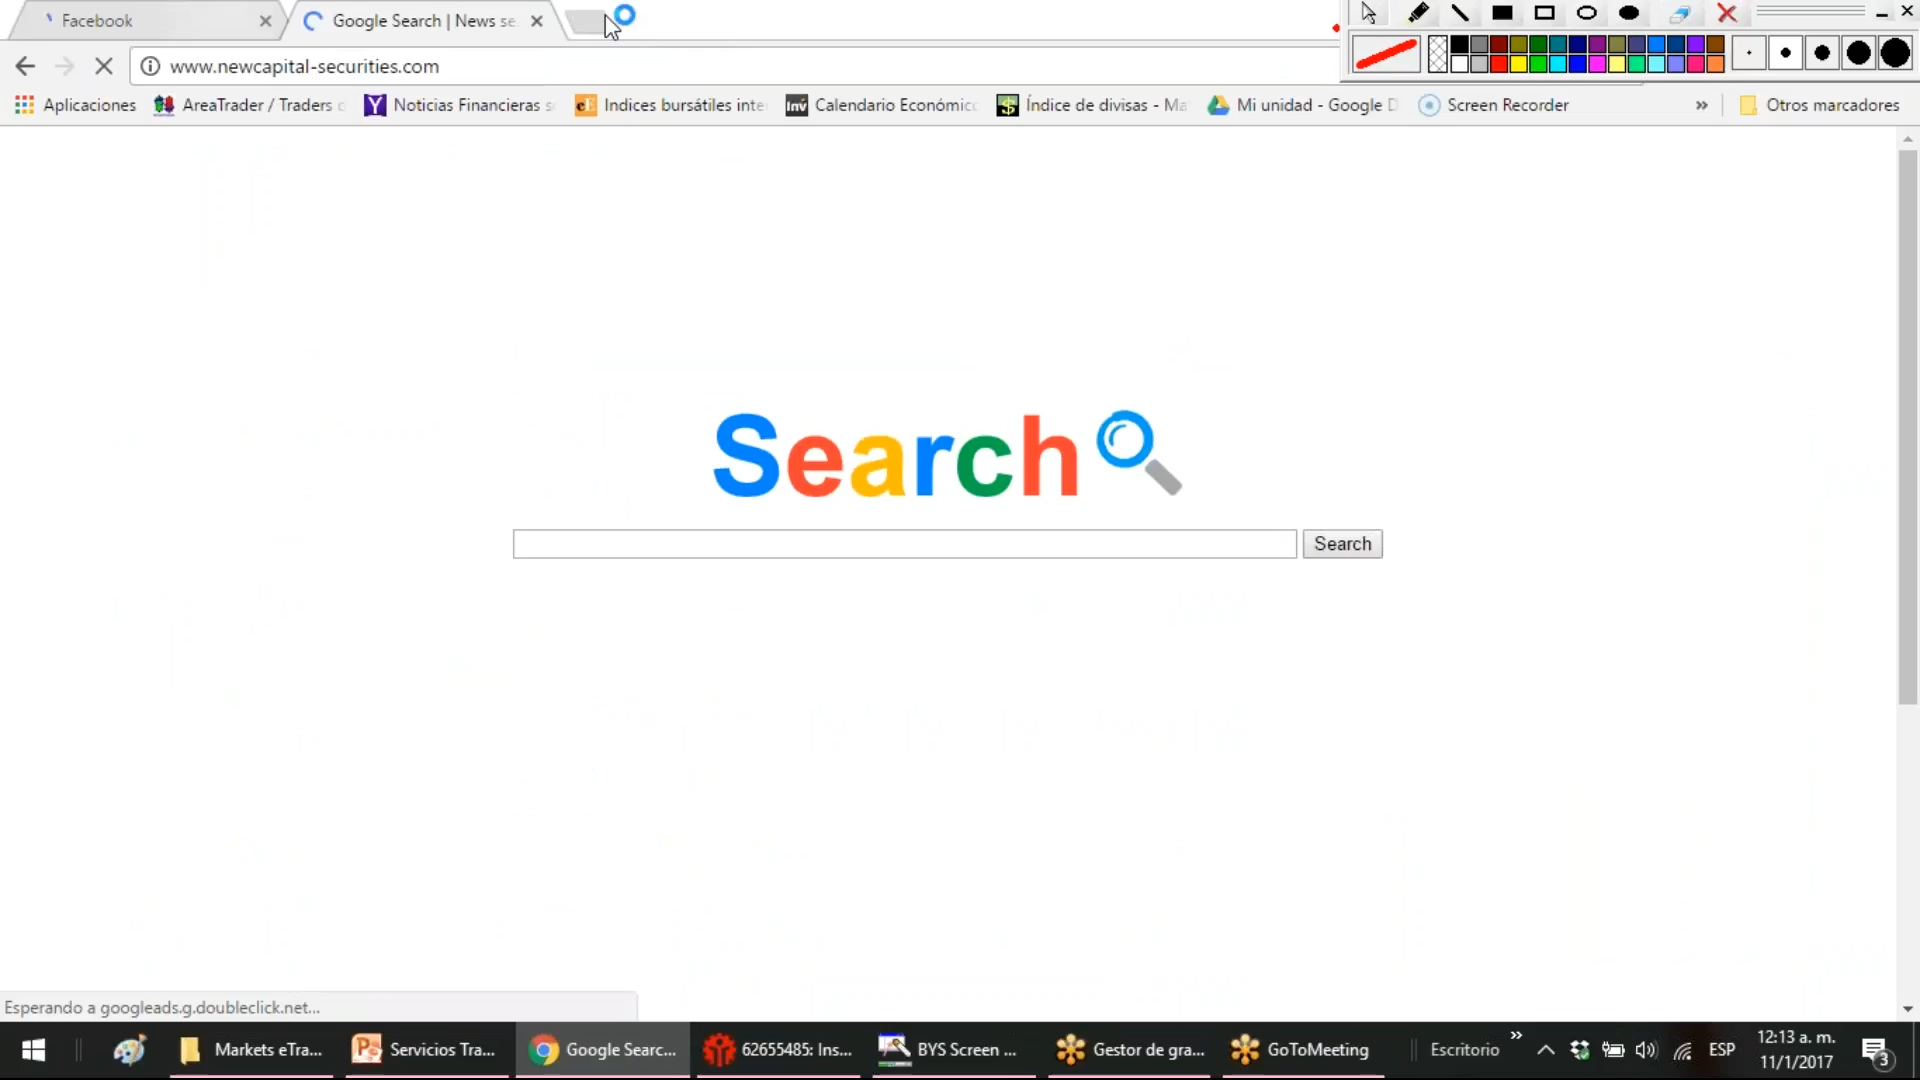 Facebook
Google Search | News se
www.newcapital-securities.com
Aplicaciones
AreaTrader / Traders
Noticias Financieras s
Indices bursátiles inte
Calendario Económic
Índice de divisas - Ma
Mi unidad - Google D
Screen Recorder
»
Otros marcadores
Search
Search
Esperando a googleads.g.doubleclick.net...
Markets eTra...
Servicios Tra...
Google Searc...
62655485: Ins...
BYS Screen ...
Gestor de gra...
GoToMeeting
Escritorio
»
ESP
12:13 a. m.
11/1/2017
3